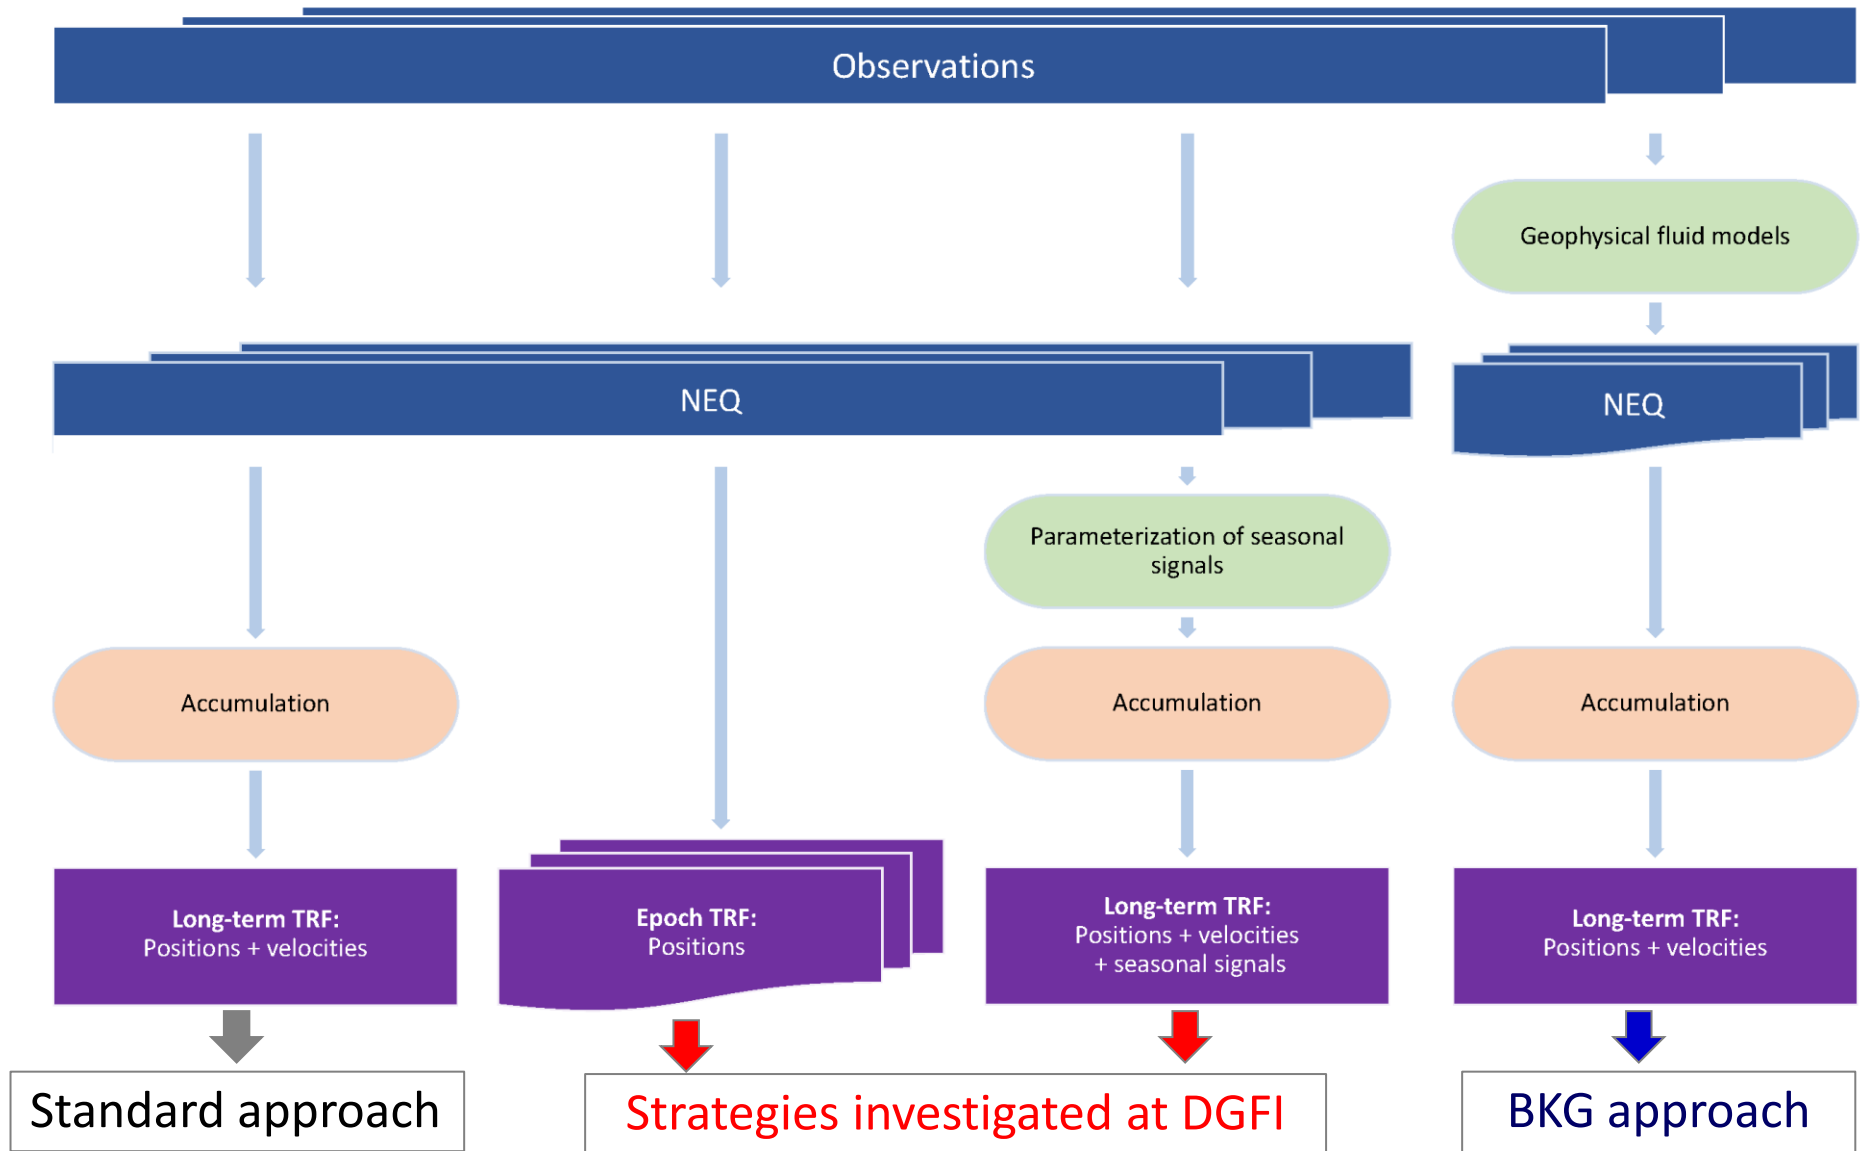 Observations
Geophysical fluid models
NEQ
NEQ
Parameterization of seasonal
signals
Accumulation
Accumulation
Accumulation
Long-term TRF:
Positions + velocities
Epoch TRF:
Positions
Long-term TRF:
Positions + velocities
+ seasonal signals
Long-term TRF:
Positions + velocities
Standard approach
Strategies investigated at DGFI
BKG approach